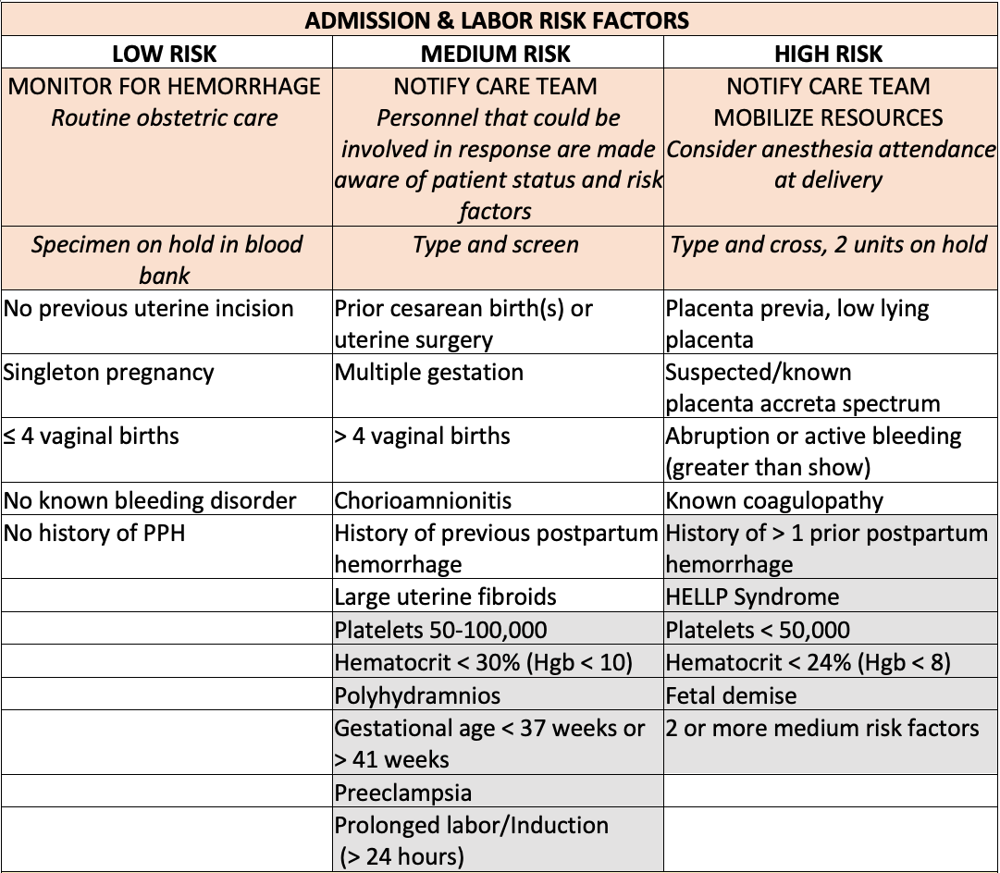 ADMISSION & LABOR RISK FACTORS
LOW RISK
MEDIUM RISK
HIGH RISK
MONITOR FOR HEMORRHAGE
Routine obstetric care
NOTIFY CARE TEAM
Personnel that could be
involved in response are made
aware of patient status and risk
factors
NOTIFY CARE TEAM
MOBILIZE RESOURCES
Consider anesthesia attendance
at delivery
Specimen on hold in blood
bank
Type and screen
Type and cross, 2 units on hold
No previous uterine incision
Prior cesarean birth(s) or
uterine surgery
Placenta previa, low lying
placenta
Singleton pregnancy
Multiple gestation
Suspected/known
placenta accreta spectrum
≤ 4 vaginal births
> 4 vaginal births
Abruption or active bleeding
(greater than show)
No known bleeding disorder
Chorioamnionitis
Known coagulopathy
No history of PPH
History of previous postpartum
hemorrhage
History of > 1 prior postpartum
hemorrhage
Large uterine fibroids
HELLP Syndrome
Platelets 50-100,000
Platelets < 50,000
Hematocrit < 30% (Hgb < 10)
Hematocrit < 24% (Hgb < 8)
Polyhydramnios
Fetal demise
Gestational age < 37 weeks or
> 41 weeks
2 or more medium risk factors
Preeclampsia
Prolonged labor/Induction
(> 24 hours)